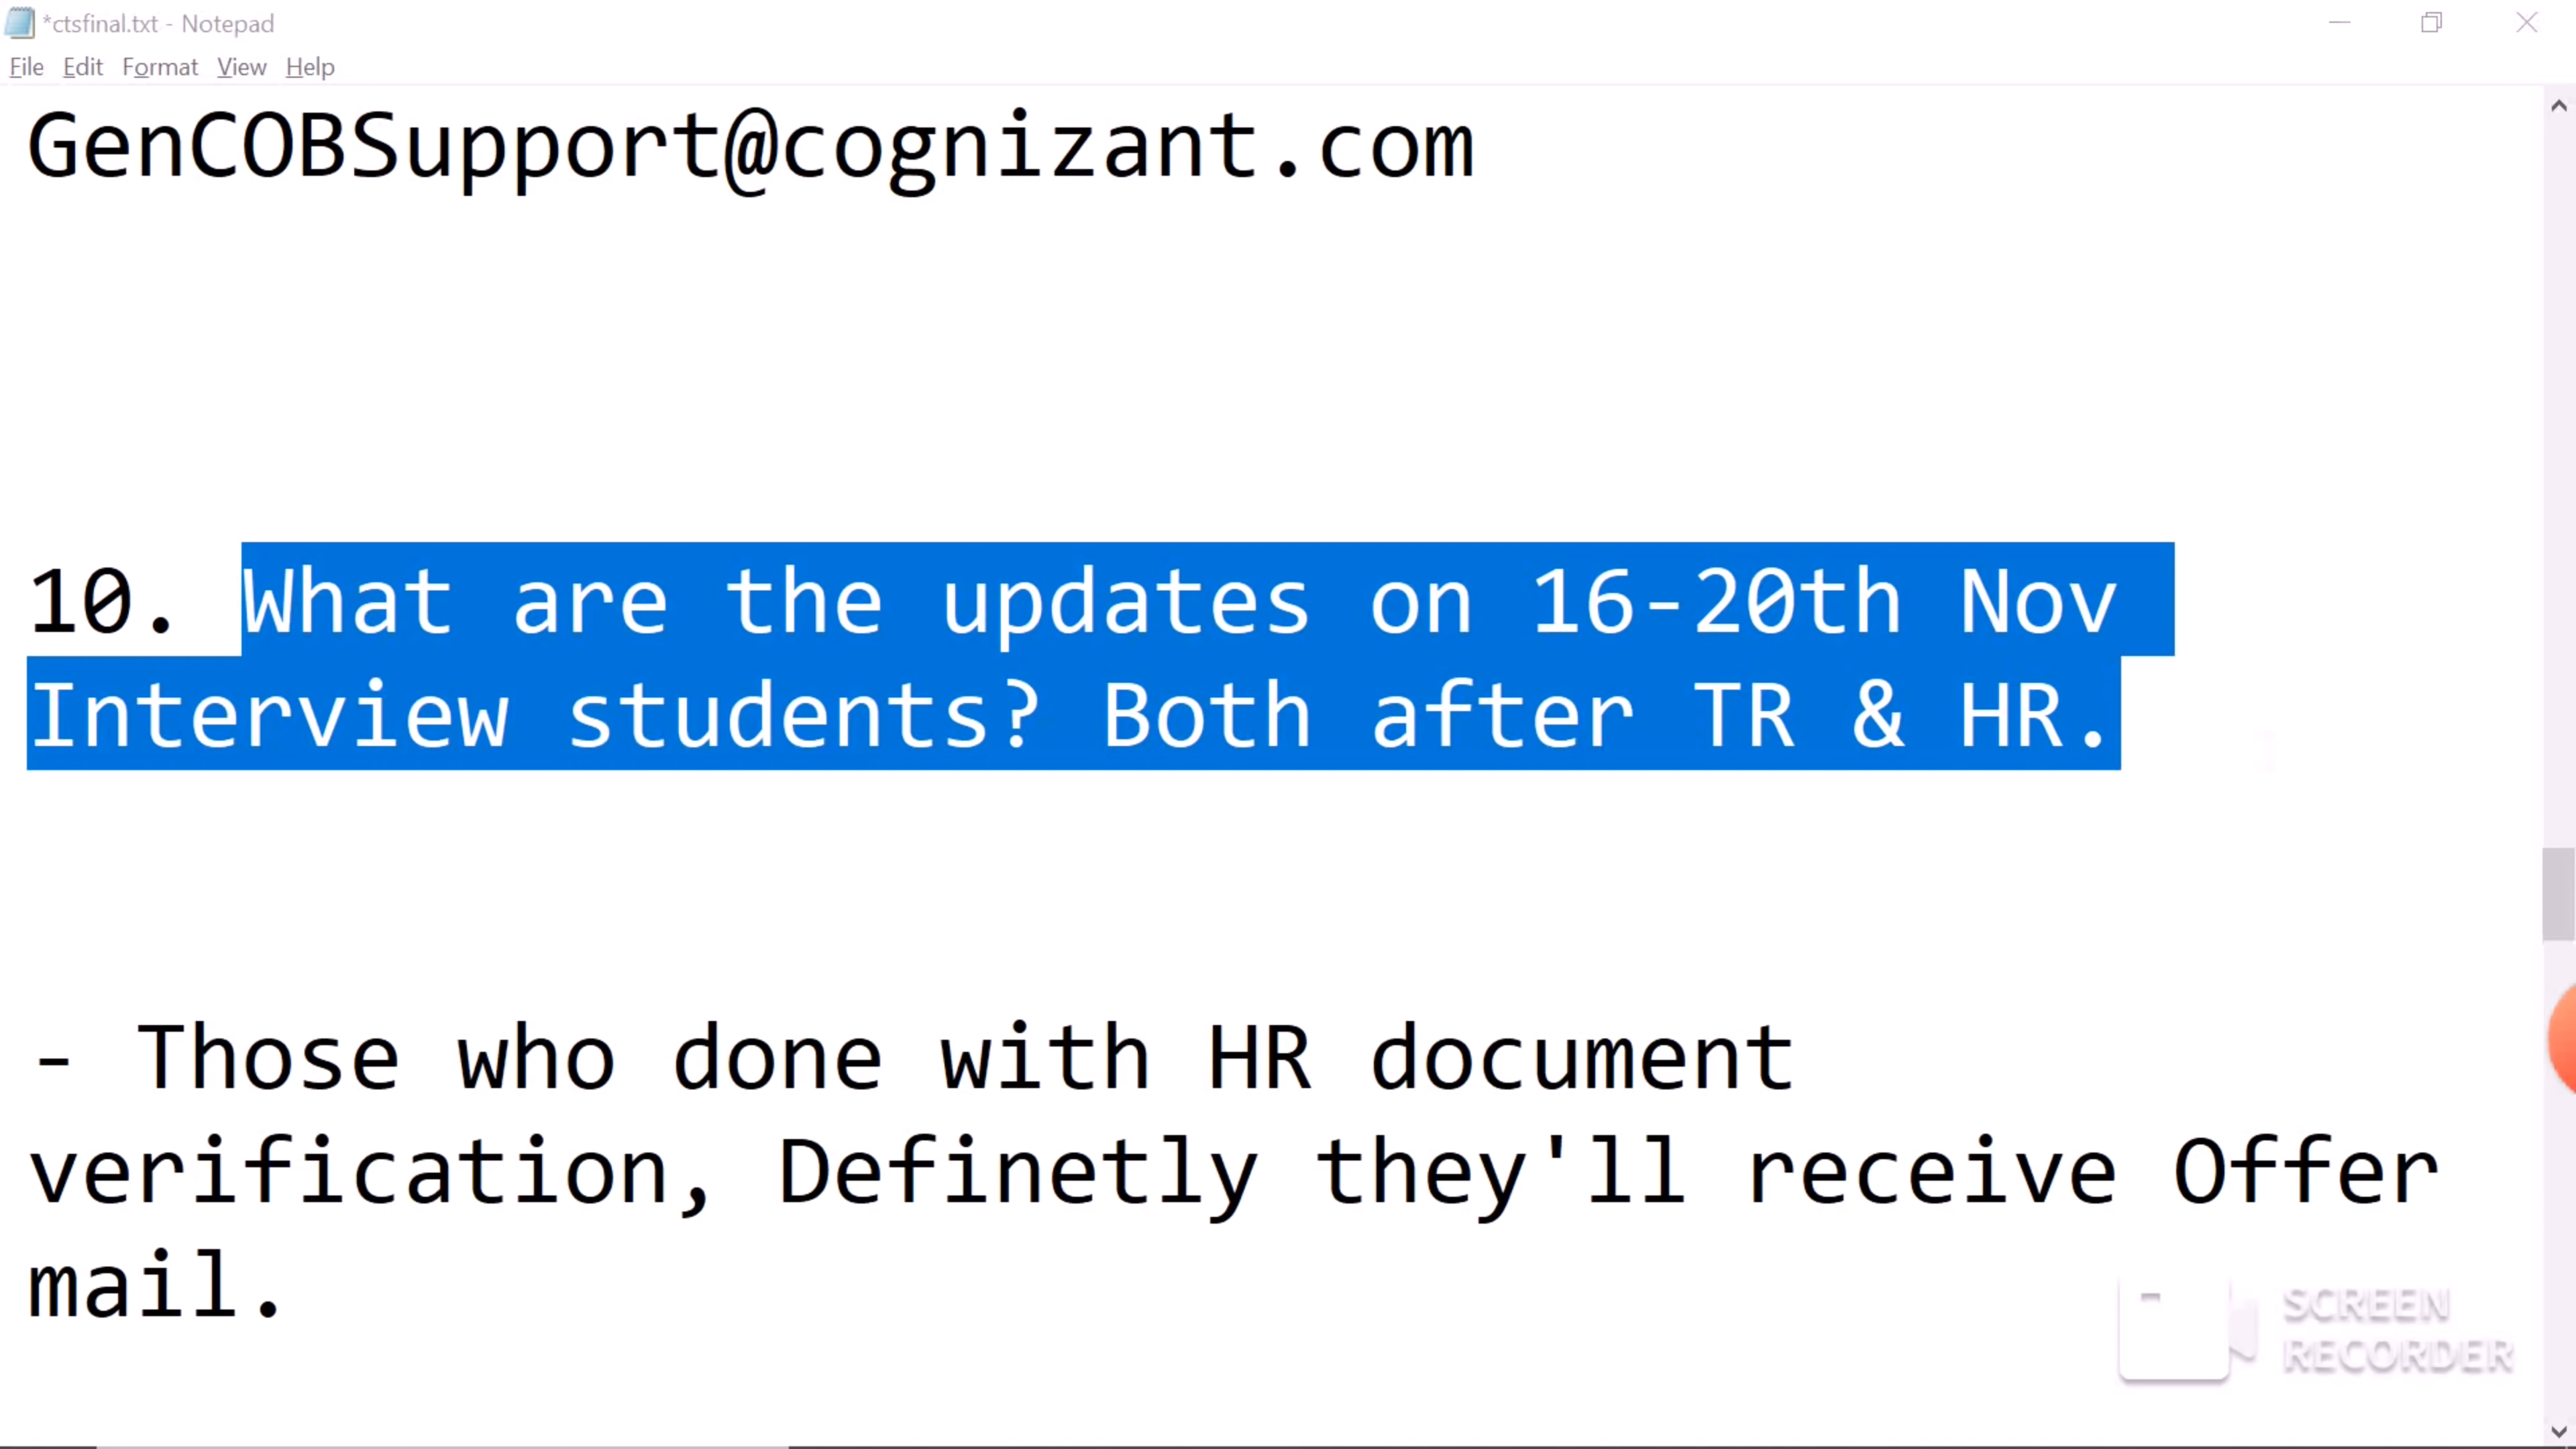 *ctsfinal.txt - Notepad
File Edit Format View Help
GenCOBSupport@cognizant.com
10. What are the updates on 16-20th Nov
Interview students? Both after TR & HR.
- Those who done with HR document
verification, Definetly they'll receive Offer
mail.
SCREEN
RECORDER